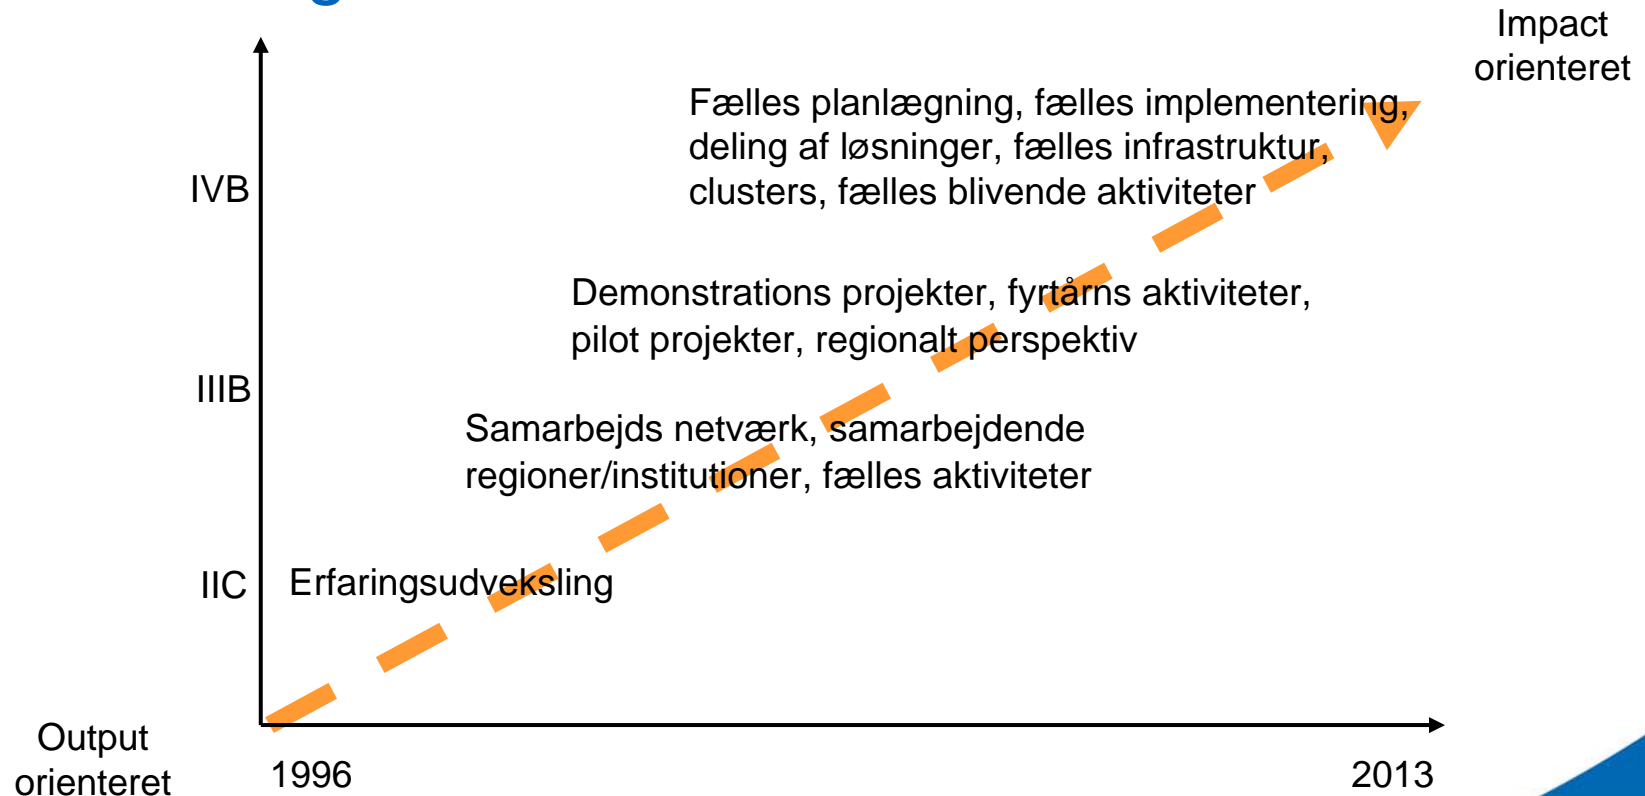 Impact
orienteret
Fælles planlægning, fælles implementering,
deling af løsninger, fælles infrastruktur,
clusters, fælles blivende aktiviteter
IVB
Demonstrations projekter, fyrtårns aktiviteter,
pilot projekter, regionalt perspektiv
IIIB
Samarbejds netværk, samarbejdende
regioner/institutioner, fælles aktiviteter
IIC
Erfaringsudveksling
Output
orienteret
1996
2013